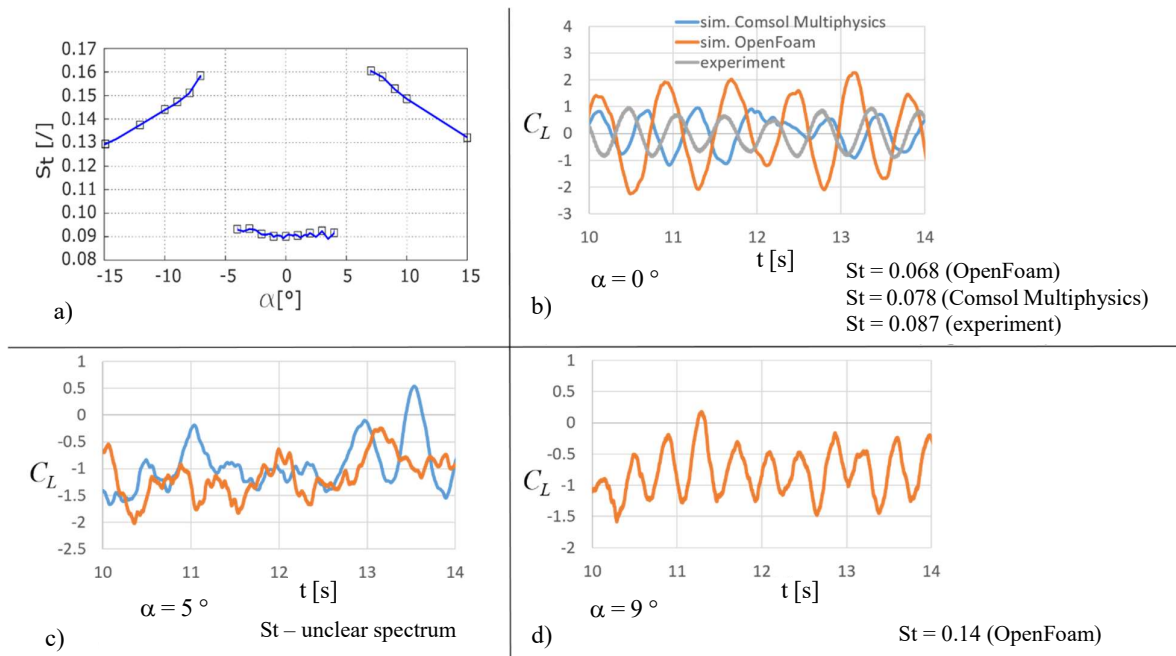 a)
0.17
0.16
0.15
0.14
0.13
0.12
0.11
0.10
0.09
0.08
St [/]
-15 -10 -5 0 5 10 15
α[°]
sim. Comsol Multiphysics
sim. OpenFoam
experiment
4
3
2
1
0
-1
-2
-3
C_L
10 11 12 13 14
t [s]
α = 0 °
b)
St = 0.068 (OpenFoam)
St = 0.078 (Comsol Multiphysics)
St = 0.087 (experiment)
1
0.5
0
-0.5
-1
-1.5
-2
-2.5
C_L
10 11 12 13 14
t [s]
α = 5 °
c)
St – unclear spectrum
1
0.5
0
-0.5
-1
-1.5
-2
C_L
10 11 12 13 14
t [s]
α = 9 °
d)
St = 0.14 (OpenFoam)